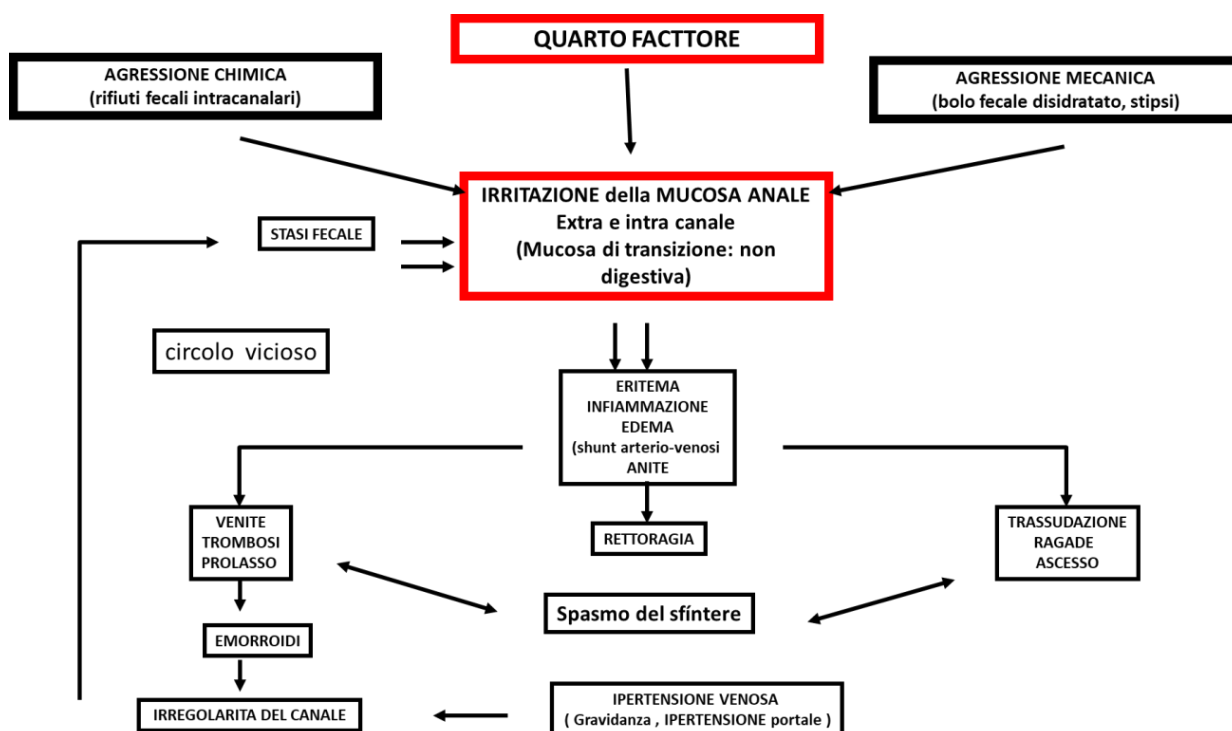 QUARTO FACTTORE
AGRESSIONE CHIMICA
(rifiuti fecali intracanalari)
AGRESSIONE MECANICA
(bolo fecale disidratato, stipsi)
IRRITAZIONE della MUCOSA ANALE
Extra e intra canale
(Mucosa di transizione: non
digestiva)
STASI FECALE
circolo vicioso
ERITEMA
INFIAMMAZIONE
EDEMA
(shunt arterio-venosi
ANITE
VENITE
TROMBOSI
PROLASSO
RETTORAGIA
TRASSUDAZIONE
RAGADE
ASCESSO
Spasmo del sfíntere
EMORROIDI
IRREGOLARITA DEL CANALE
IPERTENSIONE VENOSA
( Gravidanza , IPERTENSIONE portale )